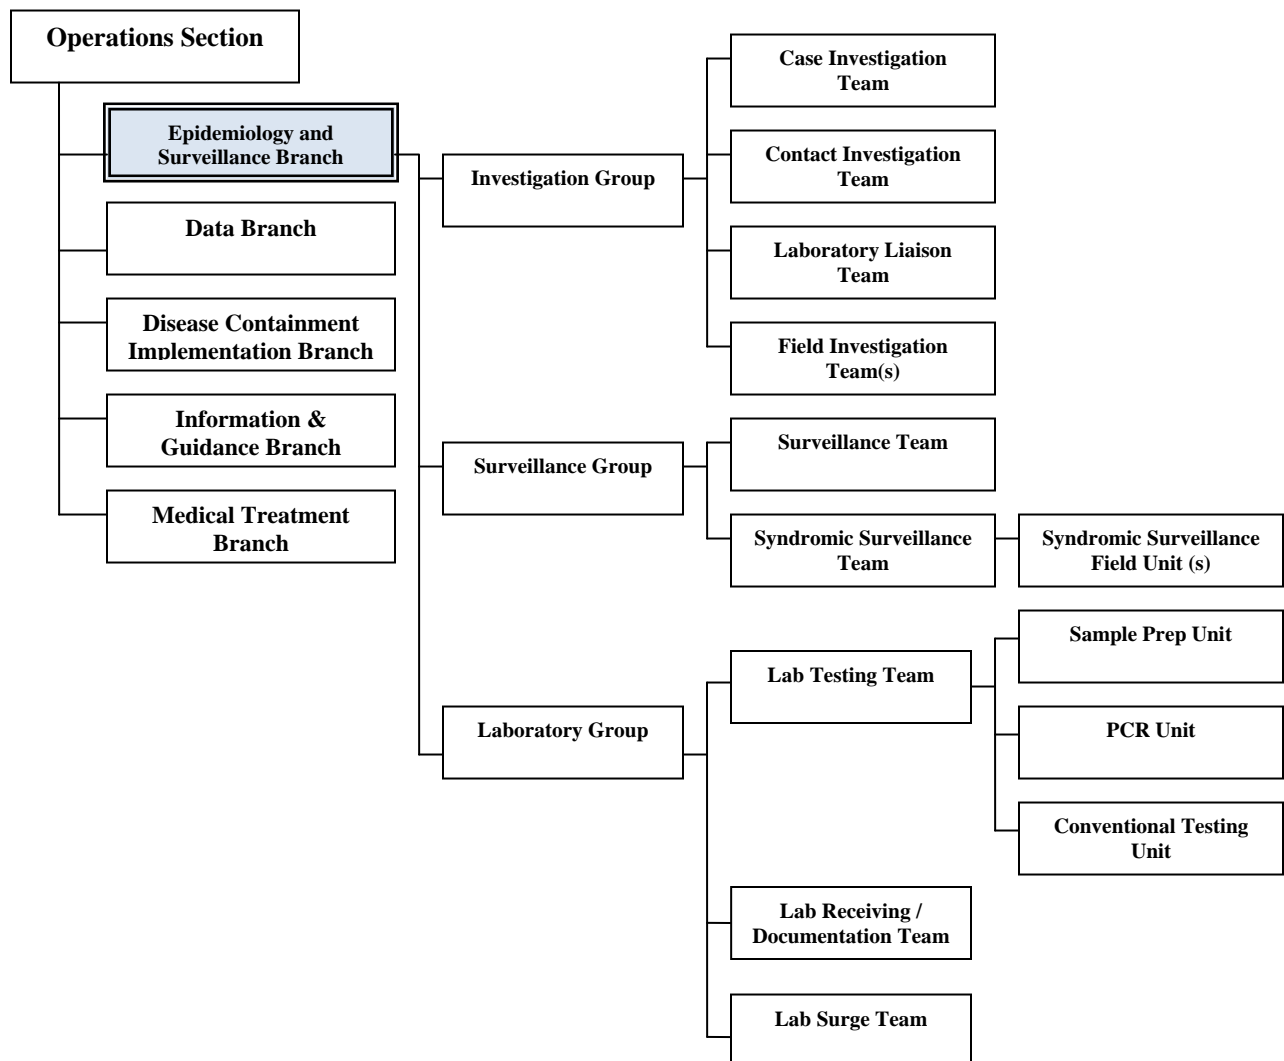 Operations Section
Epidemiology and
Surveillance Branch
Data Branch
Disease Containment
Implementation Branch
Information &
Guidance Branch
Medical Treatment
Branch
Investigation Group
Surveillance Group
Laboratory Group
Case Investigation
Team
Contact Investigation
Team
Laboratory Liaison
Team
Field Investigation
Team(s)
Surveillance Team
Syndromic Surveillance
Team
Syndromic Surveillance
Field Unit (s)
Lab Testing Team
Sample Prep Unit
PCR Unit
Conventional Testing
Unit
Lab Receiving /
Documentation Team
Lab Surge Team